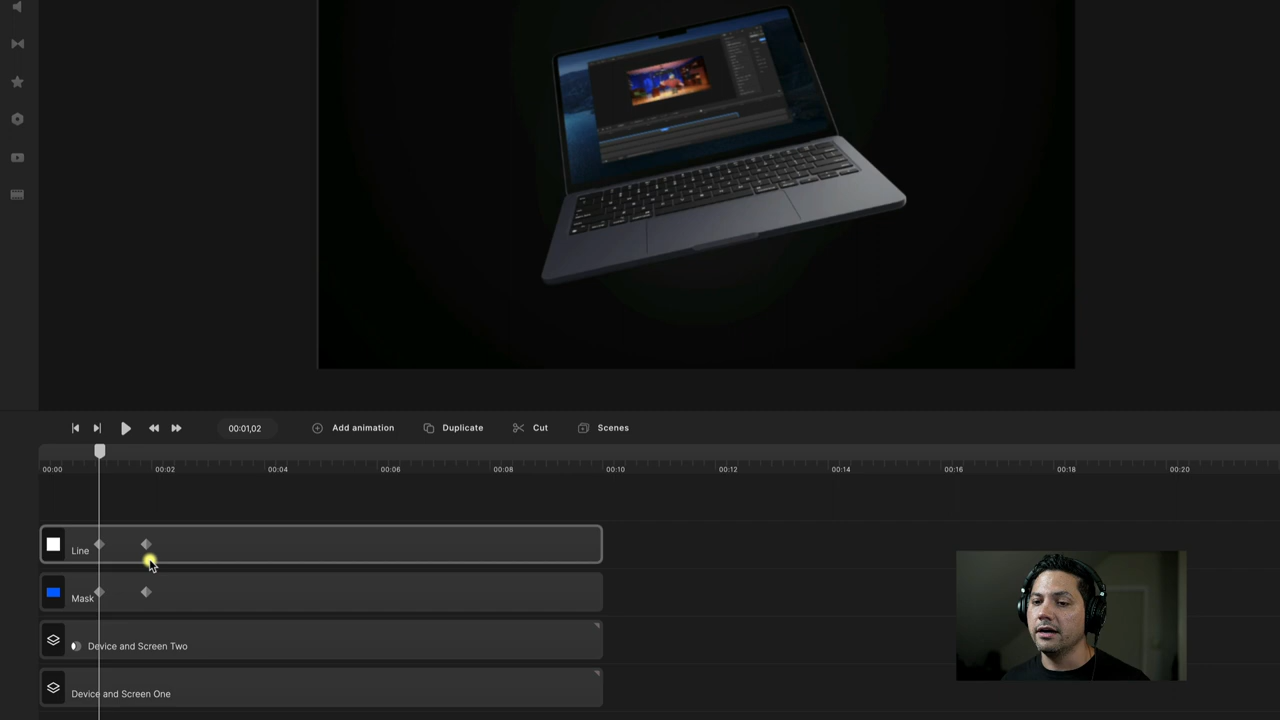 00:01,02
Add animation
Duplicate
Cut
Scenes
00:00
00:02
00:04
00:06
00:08
00:10
00:12
00:14
00:16
00:18
00:20
Line
Mask
Device and Screen Two
Device and Screen One